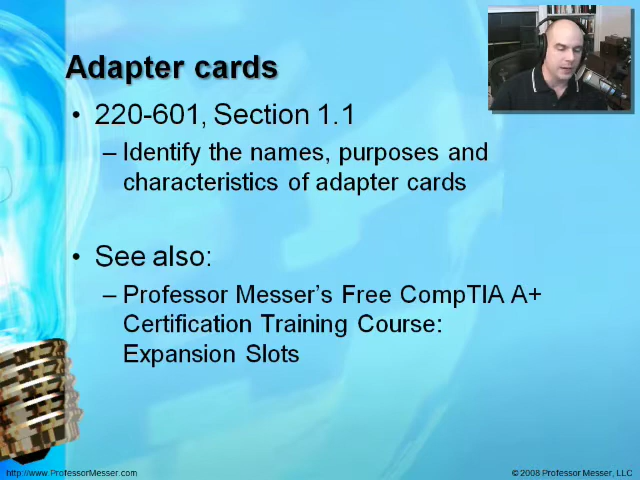 Adapter cards
• 220-601, Section 1.1
– Identify the names, purposes and
characteristics of adapter cards
• See also:
– Professor Messer's Free CompTIA A+
Certification Training Course:
Expansion Slots
http://www.ProfessorMesser.com
© 2008 Professor Messer, LLC